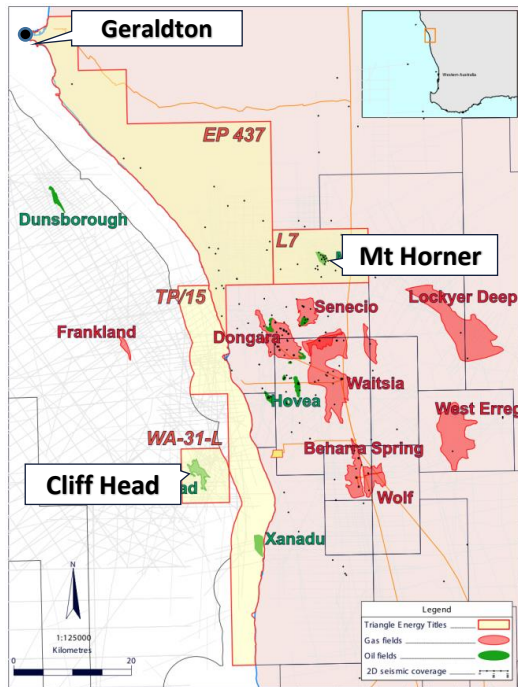 Geraldton
Western Australia
EP 437
Dunsborough
L7
Mt Horner
TP/15
Senecio
Lockyer Deep
Frankland
Dongara
Waitsia
Hovea
West Erreg
WA-31-L
Beharra Spring
Cliff Head
ad
Wolf
Xanadu
N
1:125000
Kilometres
0 20
Legend
Triangle Energy Titles
Gas fields
Oil fields
2D seismic coverage